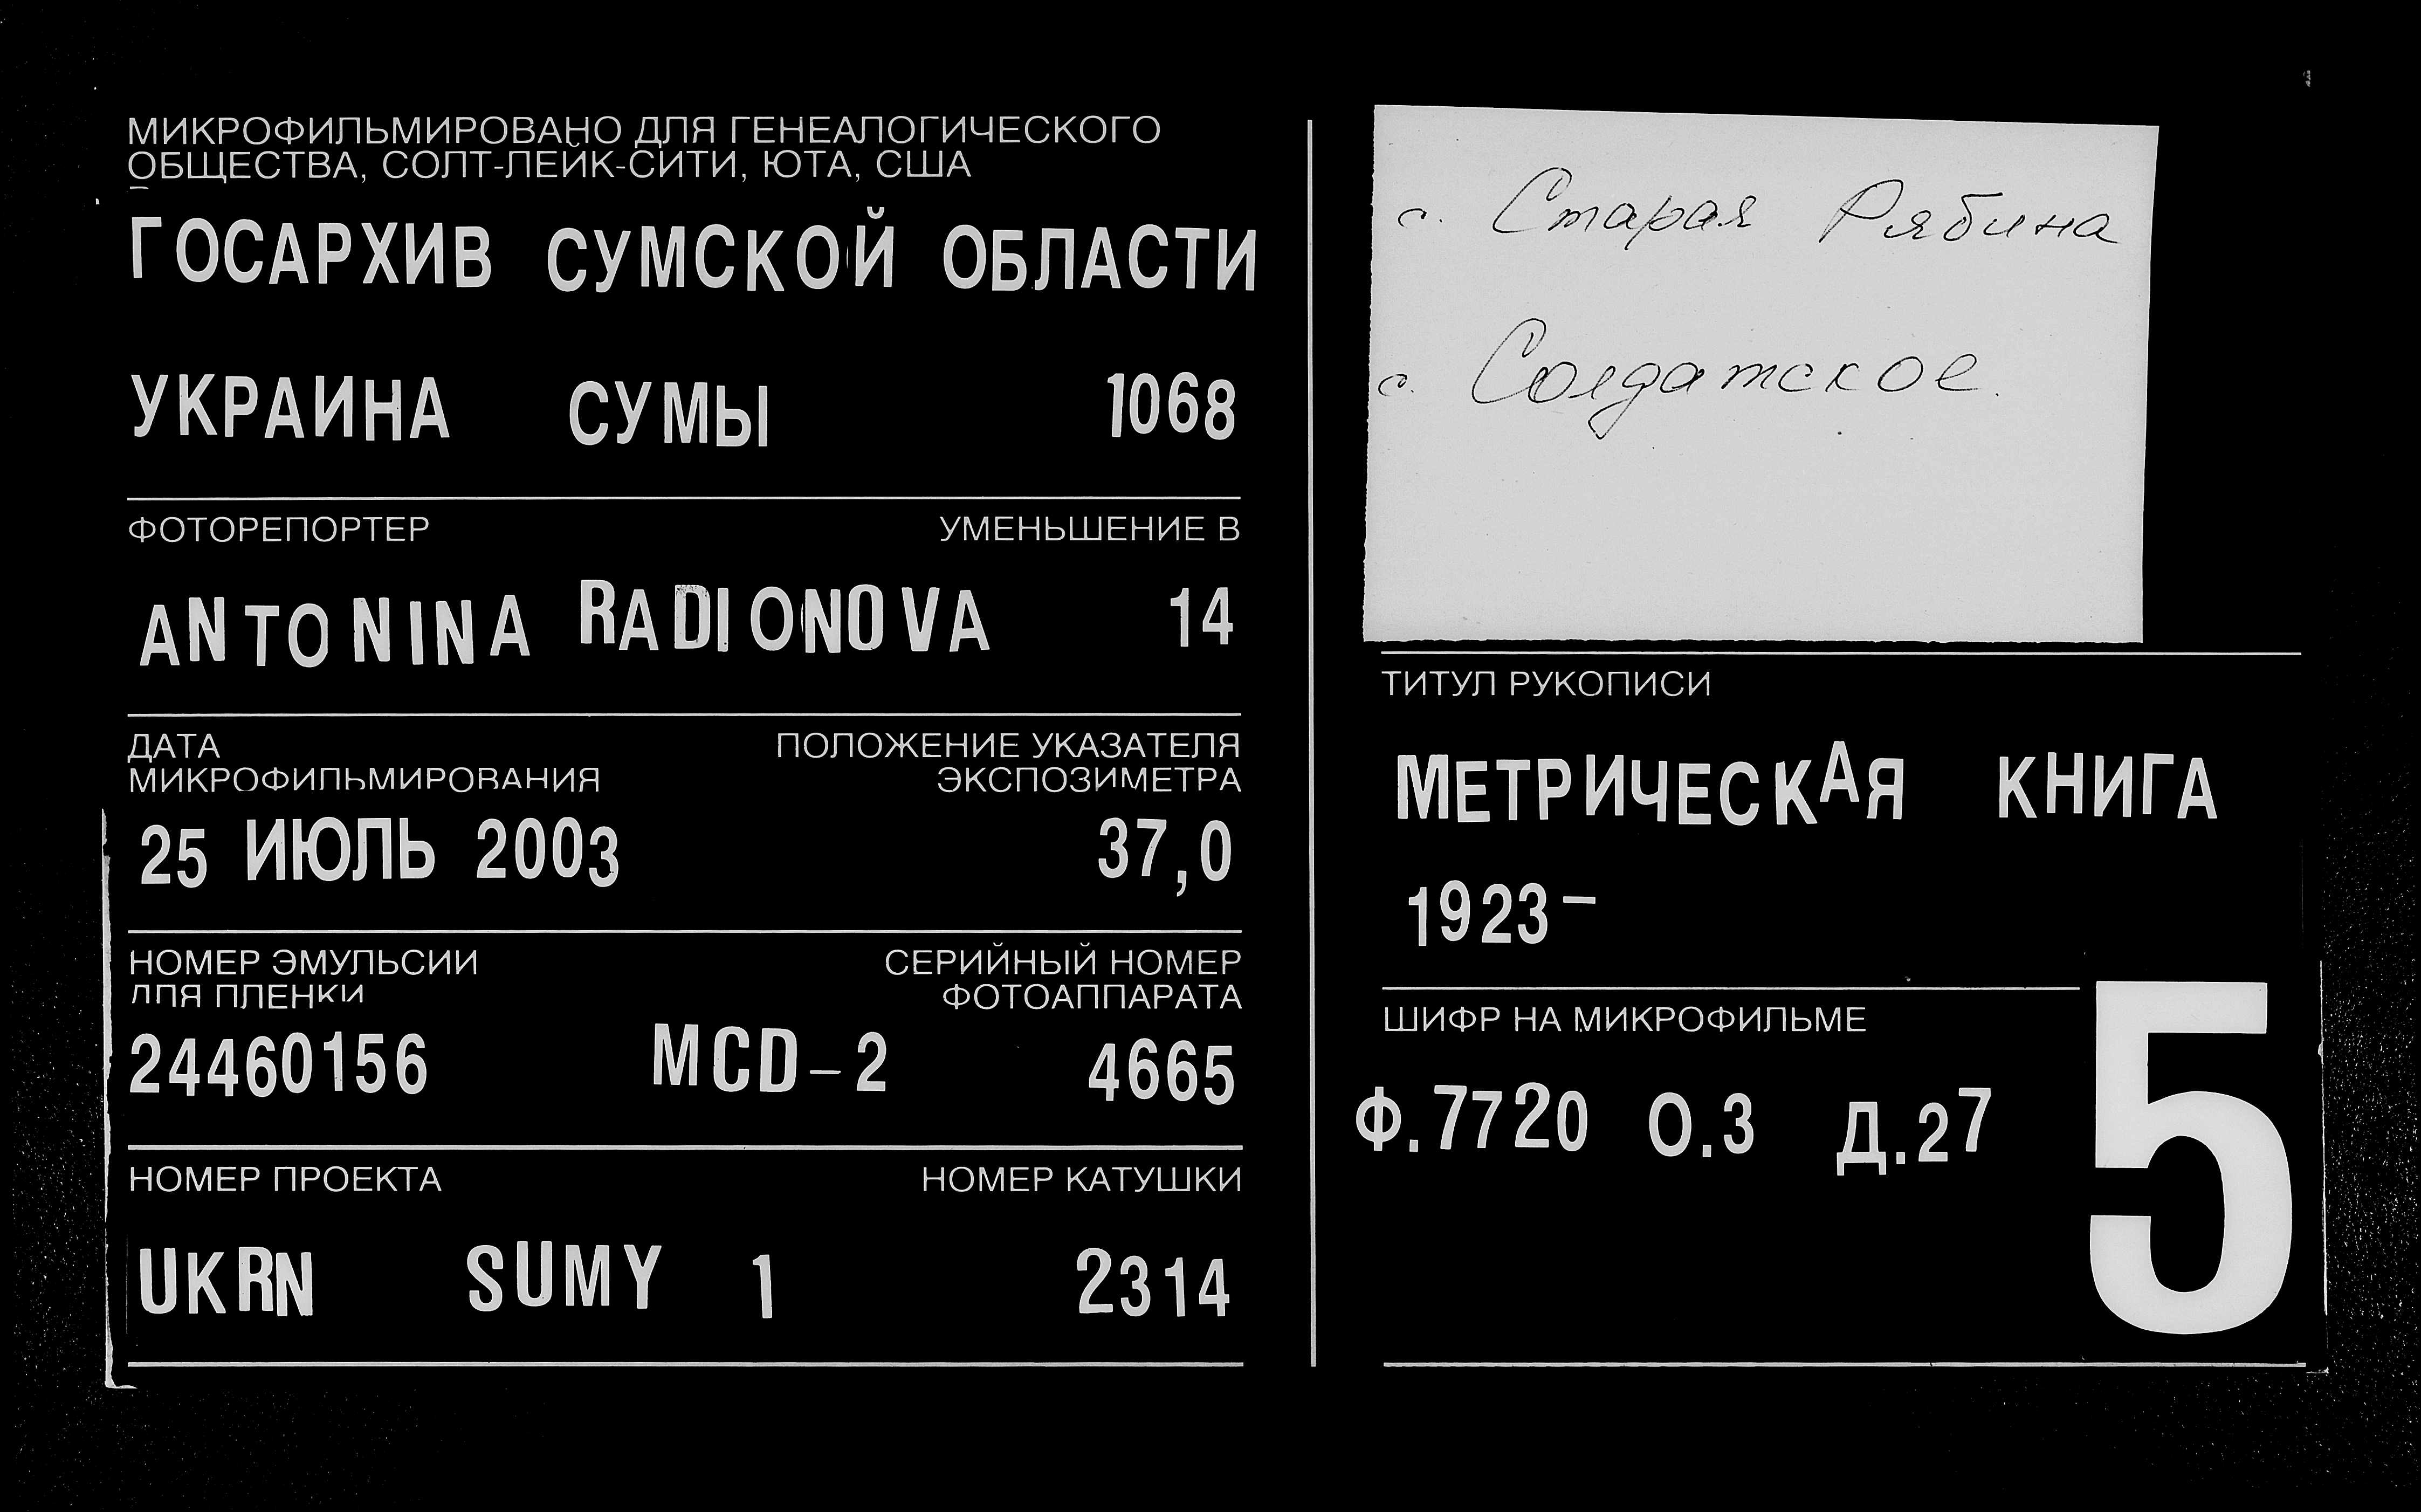 МИКРОФИЛЬМИРОВАНО ДЛЯ ГЕНЕАЛОГИЧЕСКОГО
ОБЩЕСТВА, СОЛТ-ЛЕЙК-СИТИ, ЮТА, США
ГОСАРХИВ СУМСКОЙ ОБЛАСТИ
УКРАИНА СУМЫ 1068
ФОТОРЕПОРТЕР УМЕНЬШЕНИЕ В
ANTONINA RADIONOVA 14
ДАТА ПОЛОЖЕНИЕ УКАЗАТЕЛЯ
МИКРОФИЛЬМИРОВАНИЯ ЭКСПОЗИМЕТРА
25 ИЮЛЬ 2003 37,0
НОМЕР ЭМУЛЬСИИ СЕРИЙНЫЙ НОМЕР
ДЛЯ ПЛЕНКИ ФОТОАППАРАТА
24460156 MCD-2 4665
НОМЕР ПРОЕКТА НОМЕР КАТУШКИ
UKRN SUMY 1 2314
с. Старая Рябина
с. Солдатское.
ТИТУЛ РУКОПИСИ
МЕТРИЧЕСКАЯ КНИГА
1923-
ШИФР НА МИКРОФИЛЬМЕ
Ф.7720 О.3 Д.27
5